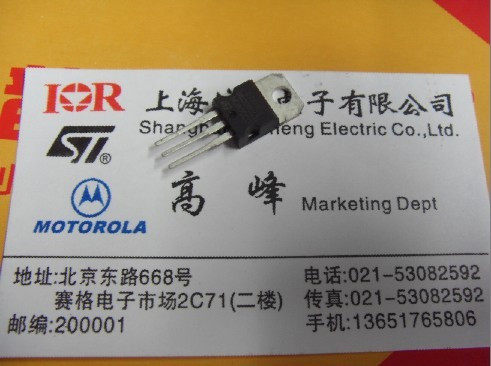 IOR
上海 子有限公司
Shang heng Electric Co.,Ltd.
ST®
高峰 Marketing Dept
MOTOROLA
地址:北京东路668号 电话:021-53082592
赛格电子市场2C71(二楼) 传真:021-53082592
邮编:200001 手机:13651765806